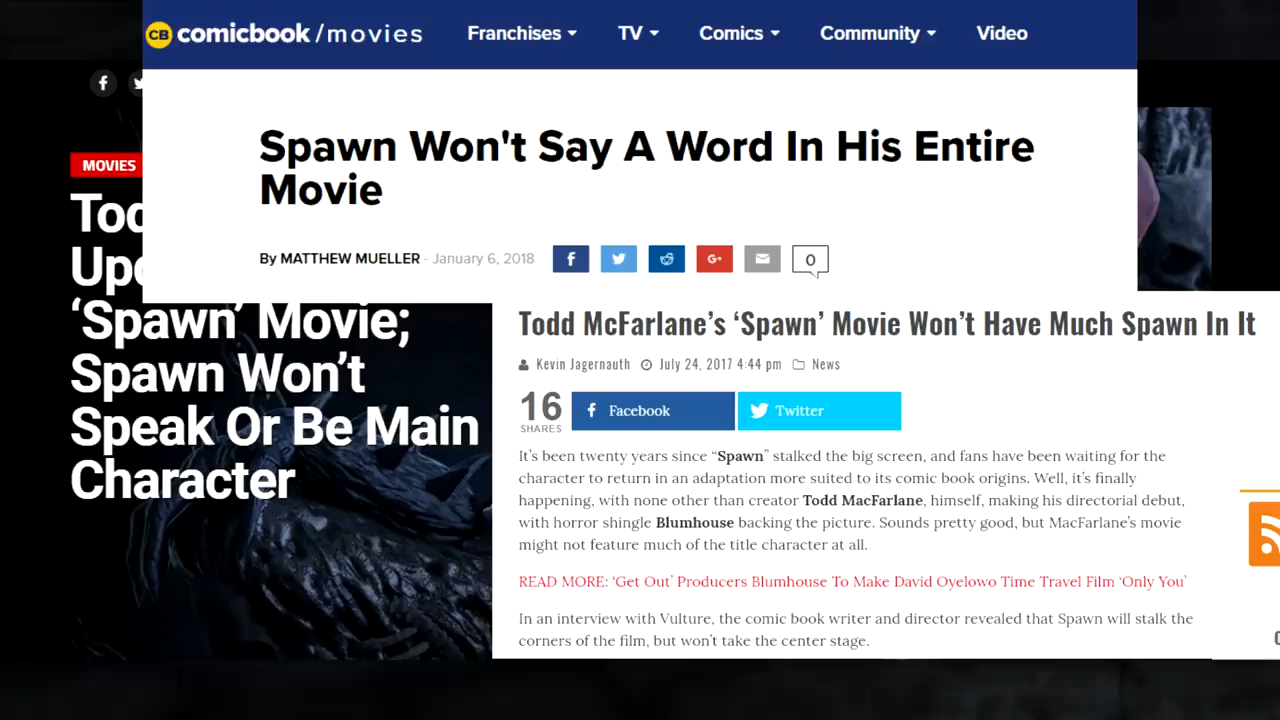 CB comicbook /movies Franchises TV Comics Community Video
Spawn Won't Say A Word In His Entire
Movie
By MATTHEW MUELLER - January 6, 2018 0
MOVIES
‘Spawn’ Movie;
Spawn Won’t
Speak Or Be Main
Character
Todd McFarlane’s ‘Spawn’ Movie Won’t Have Much Spawn In It
Kevin Jagernauth July 24, 2017 4:44 pm News
16
SHARES
Facebook Twitter
It’s been twenty years since “Spawn” stalked the big screen, and fans have been waiting for the
character to return in an adaptation more suited to its comic book origins. Well, it’s finally
happening, with none other than creator Todd MacFarlane, himself, making his directorial debut,
with horror shingle Blumhouse backing the picture. Sounds pretty good, but MacFarlane’s movie
might not feature much of the title character at all.
READ MORE: ‘Get Out’ Producers Blumhouse To Make David Oyelowo Time Travel Film ‘Only You’
In an interview with Vulture, the comic book writer and director revealed that Spawn will stalk the
corners of the film, but won’t take the center stage.